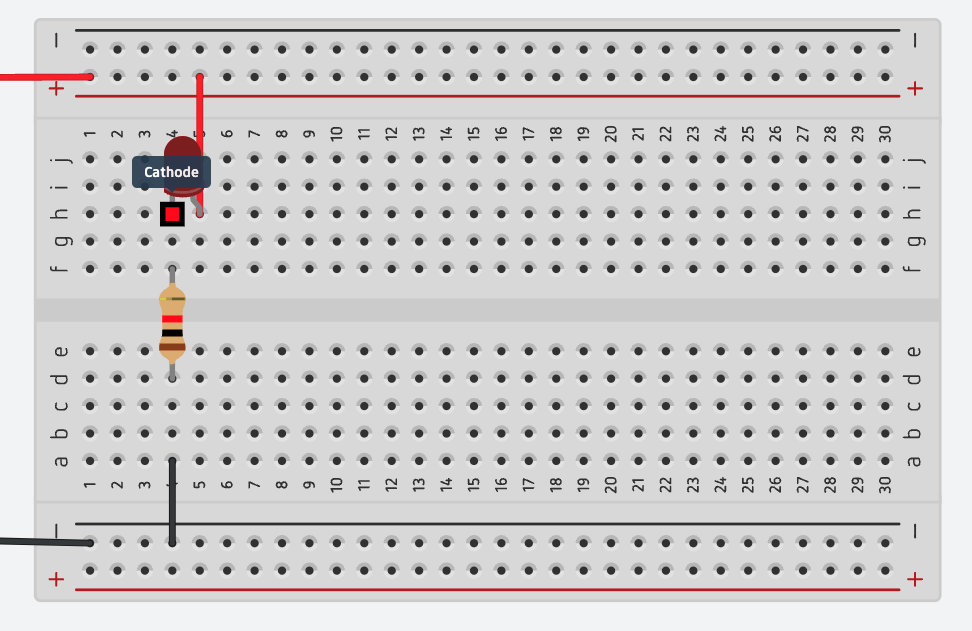 − −
+ +
1 2 3 4 5 6 7 8 9 10 11 12 13 14 15 16 17 18 19 20 21 22 23 24 25 26 27 28 29 30
j j
Cathode
i i
h h
g g
f f
e e
d d
c c
b b
a a
1 2 3 4 5 6 7 8 9 10 11 12 13 14 15 16 17 18 19 20 21 22 23 24 25 26 27 28 29 30
− −
+ +